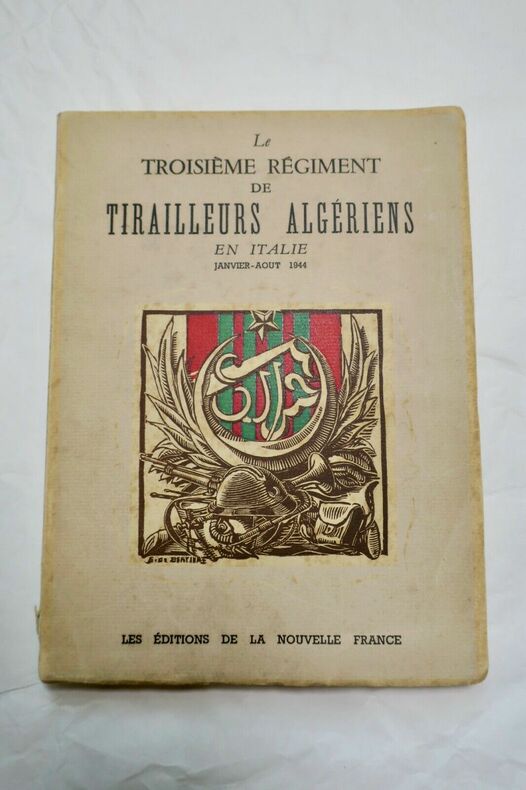 Le
TROISIÈME RÉGIMENT
DE
TIRAILLEURS ALGÉRIENS
EN ITALIE
JANVIER-AOUT 1944
LES ÉDITIONS DE LA NOUVELLE FRANCE